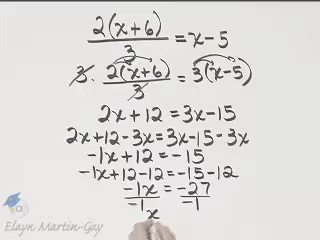 2(x+6)/3 = x-5
3 · 2(x+6)/3 = 3(x-5)
2x+12 = 3x-15
2x+12-3x = 3x-15-3x
-1x+12 = -15
-1x+12-12 = -15-12
-1x/-1 = -27/-1
x
Elayn Martin-Gay